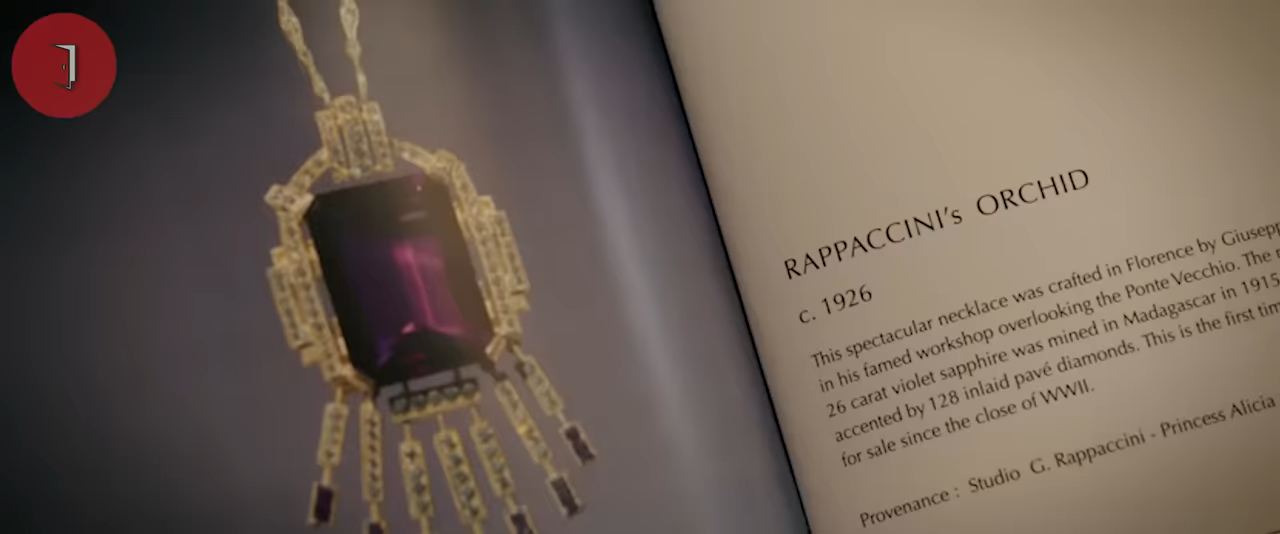 RAPPACCINI's ORCHID
c. 1926
This spectacular necklace was crafted in Florence by
in his famed workshop overlooking the Ponte Vecchio. The
26 carat violet sapphire was mined in Madagascar in 1915
accented by 128 inlaid pavé diamonds. This is the first
for sale since the close of WWII.
Provenance : Studio G. Rappaccini - Princess Alicia